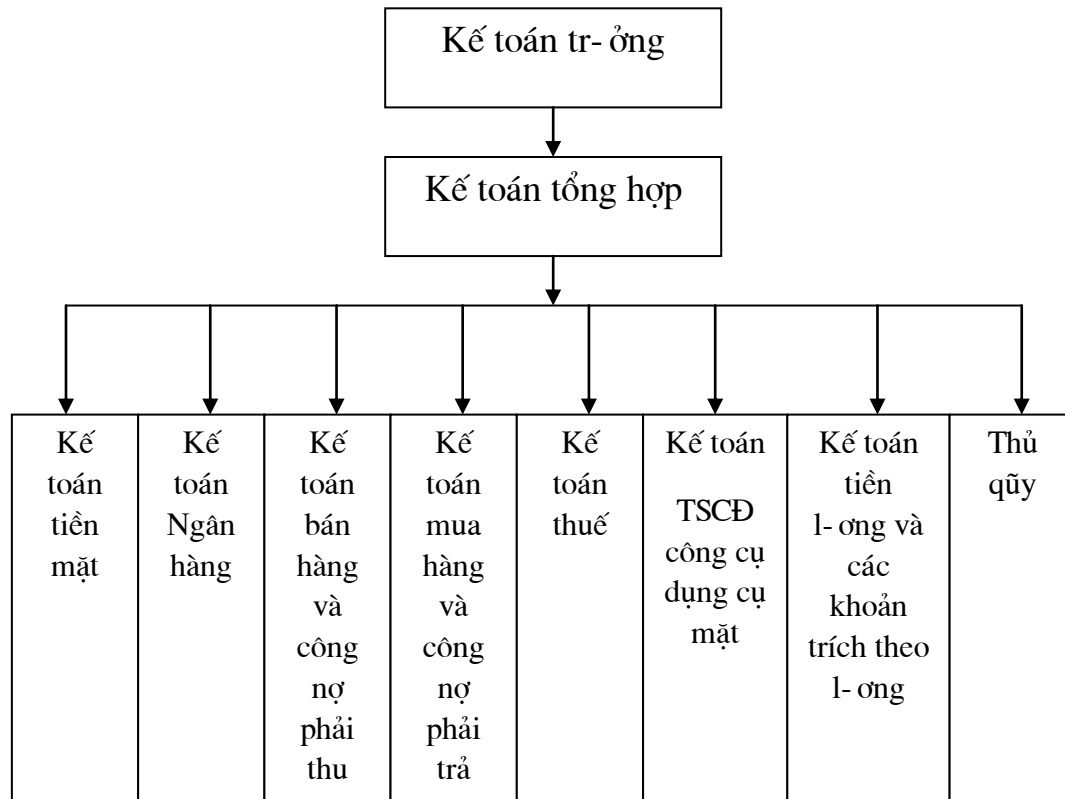 Kế toán tr- ởng
Kế toán tổng hợp
Kế
toán
tiền
mặt
Kế
toán
Ngân
hàng
Kế
toán
bán
hàng
và
công
nợ
phải
thu
Kế
toán
mua
hàng
và
công
nợ
phải
trả
Kế
toán
thuế
Kế toán
TSCĐ
công cụ
dụng cụ
mặt
Kế toán
tiền
l- ơng và
các
khoản
trích theo
l- ơng
Thủ
qũy